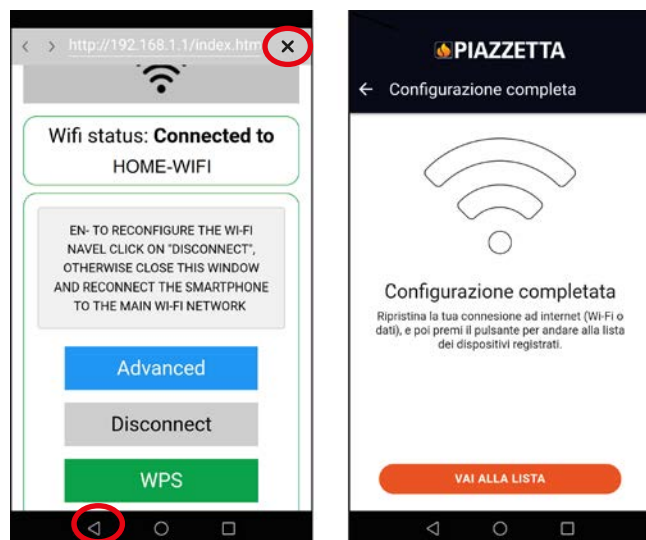 http://192.168.1.1/index.htm
Wifi status: Connected to
HOME-WIFI
EN- TO RECONFIGURE THE WI-FI
NAVEL CLICK ON "DISCONNECT",
OTHERWISE CLOSE THIS WINDOW
AND RECONNECT THE SMARTPHONE
TO THE MAIN WI-FI NETWORK
Advanced
Disconnect
WPS
PIAZZETTA
Configurazione completa
Configurazione completata
Ripristina la tua connesione ad internet (Wi-Fi o
dati), e poi premi il pulsante per andare alla lista
dei dispositivi registrati.
VAI ALLA LISTA